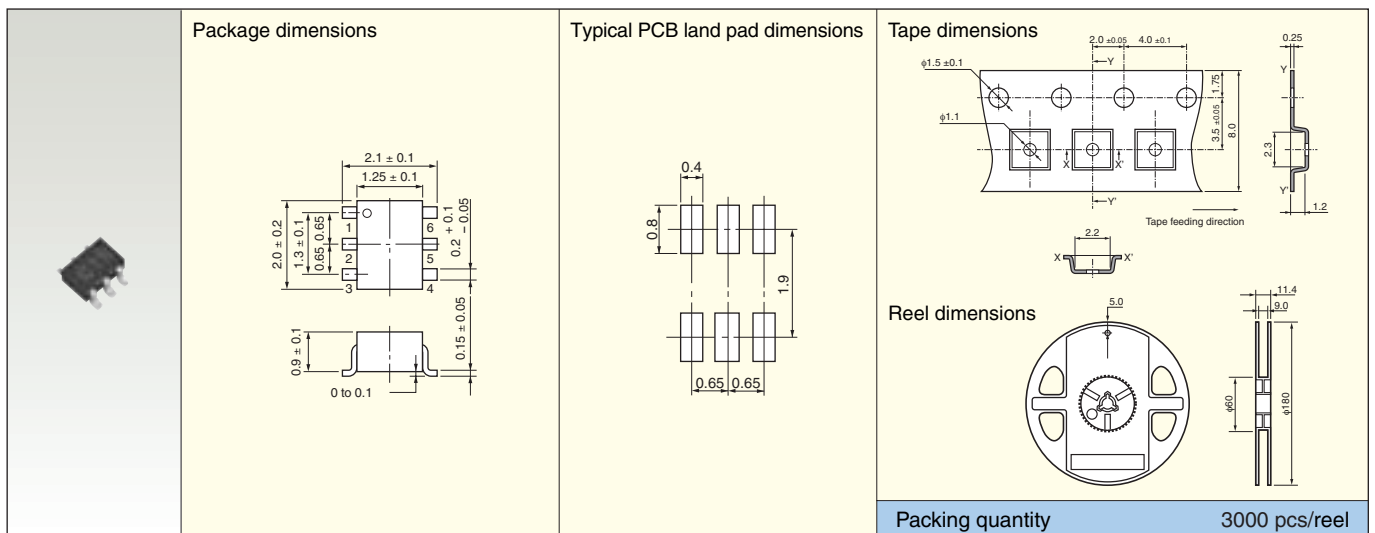 Package dimensions
2.1 ± 0.1
1.25 ± 0.1
2.0 ± 0.2
1.3 ± 0.1
0.65 0.65
1
2
3
6
5
4
0.2 + 0.1
− 0.05
0.15 ± 0.05
0.9 ± 0.1
0 to 0.1
Typical PCB land pad dimensions
0.4
0.8
1.9
0.65 0.65
Tape dimensions
2.0 ±0.05
4.0 ±0.1
0.25
φ1.5 ±0.1
Y
Y
1.75
φ1.1
3.5 ±0.05
8.0
2.3
X
X'
Y'
Y'
1.2
Tape feeding direction
2.2
X
X'
Reel dimensions
5.0
11.4
9.0
φ60
φ180
Packing quantity 3000 pcs/reel